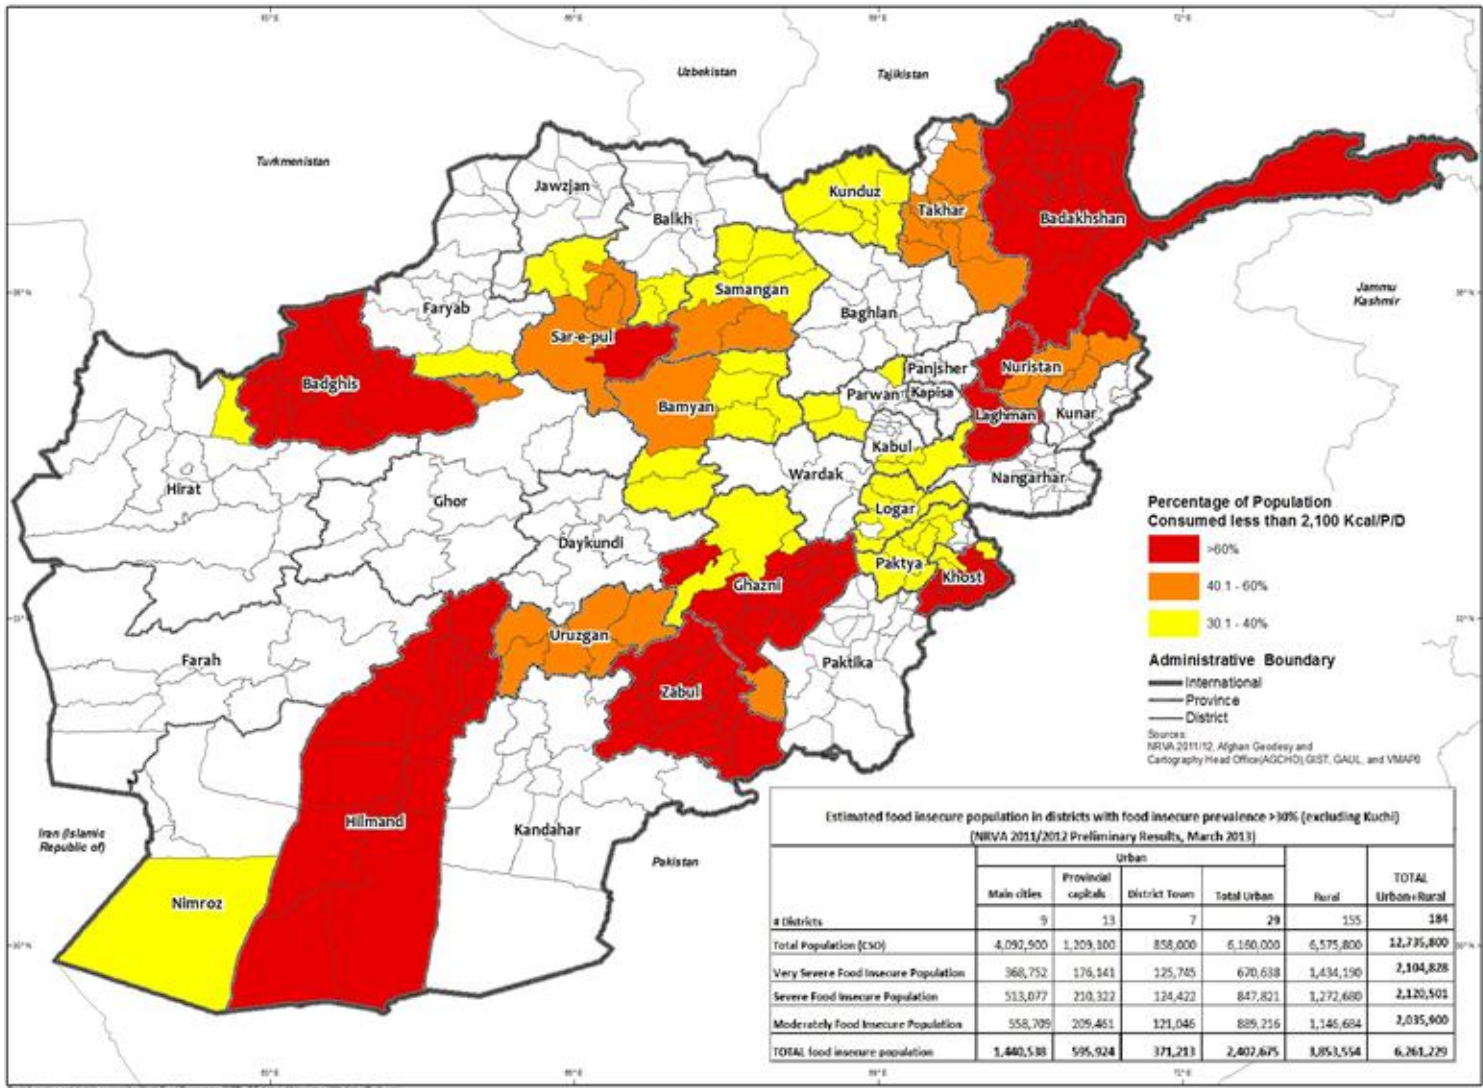 Uzbekistan
Tajikistan
Turkmenistan
Jawzjan
Balkh
Kunduz
Takhar
Badakhshan
Jammu
Kashmir
Samangan
Faryab
Baghlan
Sar-e-pul
Badghis
Panjsher
Nuristan
Parwan
Kapisa
Bamyan
Laghman
Kunar
Kabul
Wardak
Nangarhar
Hirat
Ghor
Logar
Daykundi
Paktya
Khost
Ghazni
Uruzgan
Farah
Zabul
Paktika
Hilmand
Kandahar
Iran (Islamic
Republic of)
Pakistan
Nimroz
Percentage of Population
Consumed less than 2,100 Kcal/P/D
>60%
40.1 - 60%
30.1 - 40%
Administrative Boundary
International
Province
District
Sources:
NRVA 2011/12, Afghan Geodesy and
Cartography Head Office(AGCHO),GIST, GAUL, and VMAP0
Estimated food insecure population in districts with food insecure prevalence >30% (excluding Kuchi)
(NRVA 2011/2012 Preliminary Results, March 2013)
Urban
Main cities Provincial capitals District Town Total Urban Rural TOTAL Urban+Rural
# Districts 9 13 7 29 155 184
Total Population (CSO) 4,092,900 1,209,100 858,000 6,160,000 6,575,800 12,735,800
Very Severe Food Insecure Population 368,752 176,141 125,745 670,638 1,434,190 2,104,828
Severe Food Insecure Population 513,077 210,322 124,422 847,821 1,272,680 2,120,501
Moderately Food Insecure Population 558,709 209,461 121,046 889,216 1,146,684 2,035,900
TOTAL food insecure population 1,440,538 595,924 371,213 2,407,675 3,853,554 6,261,229